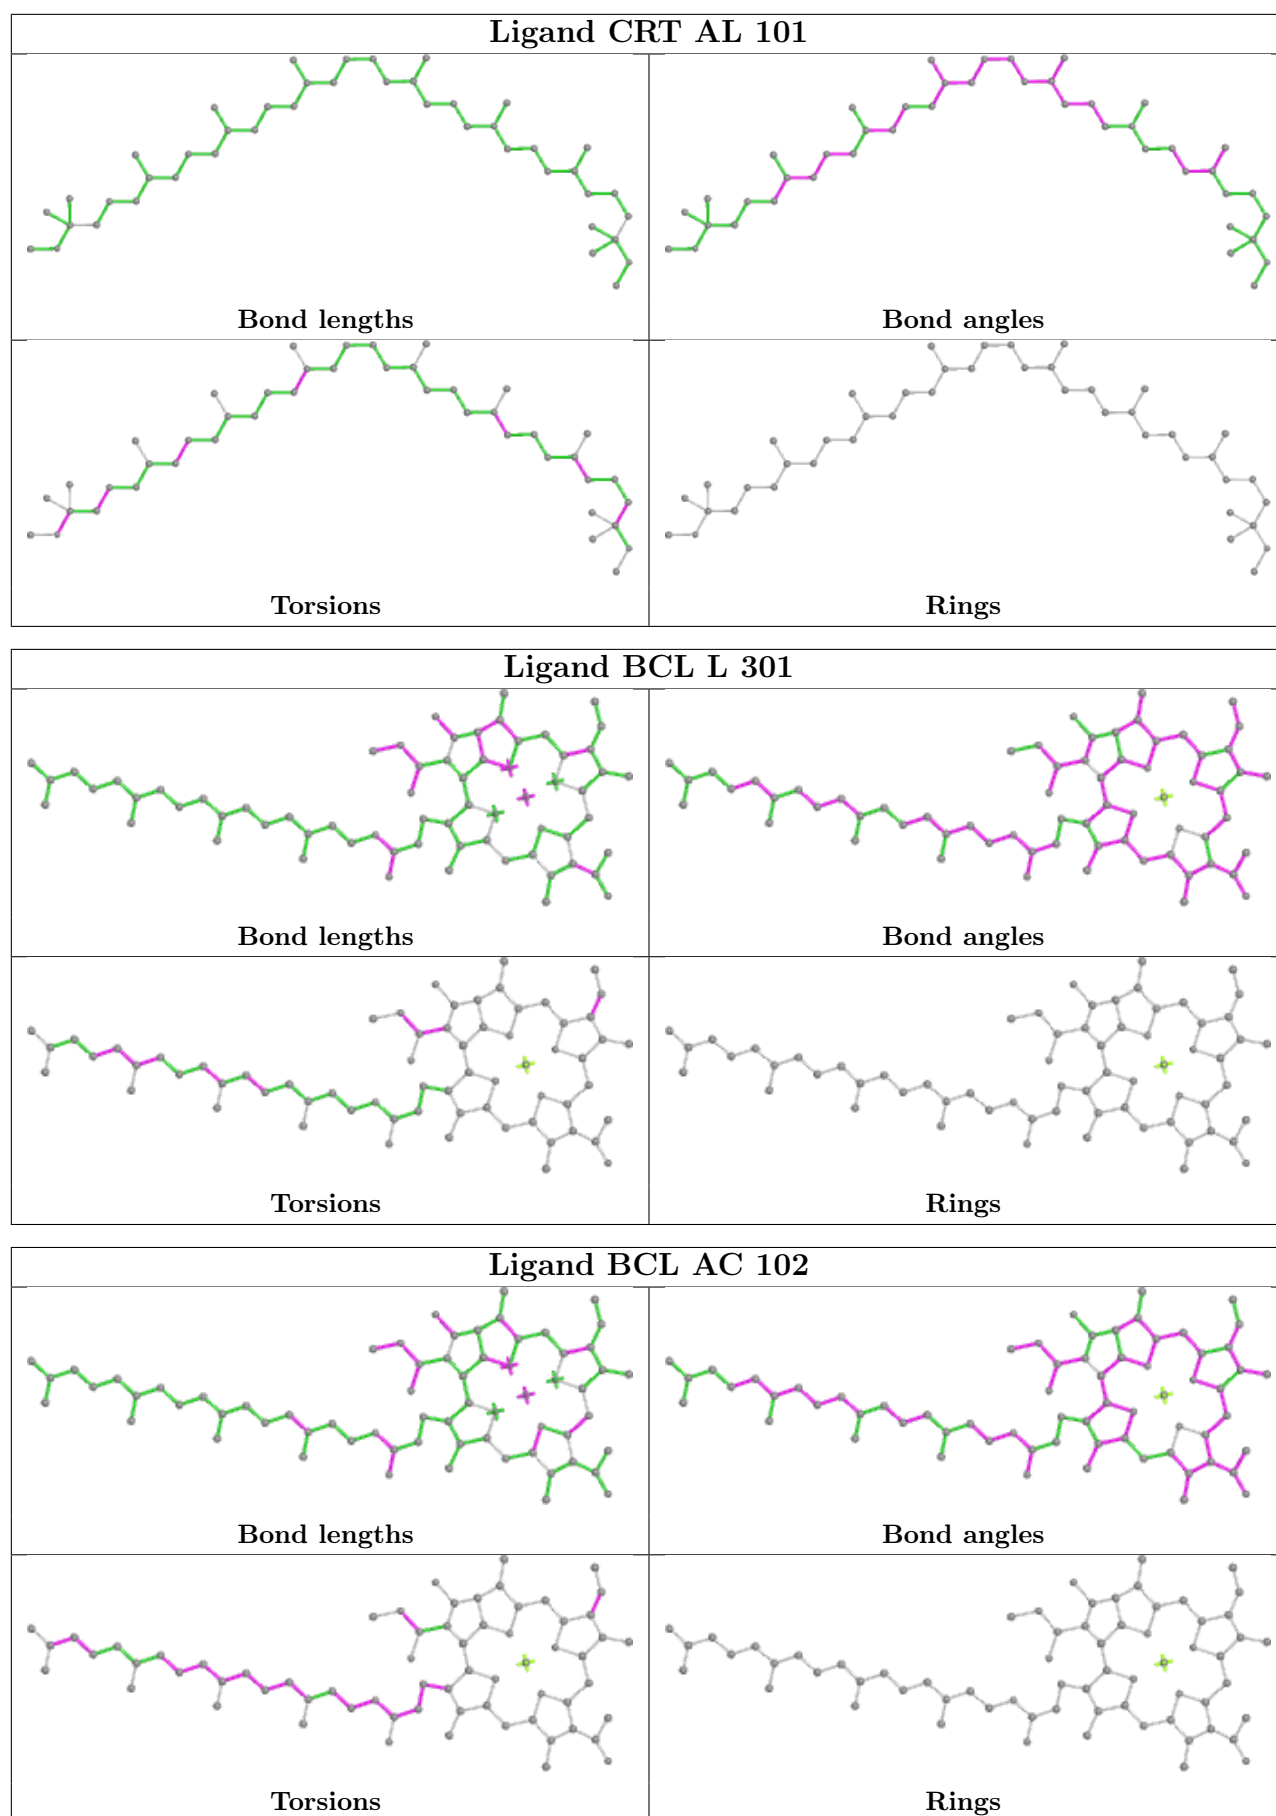 Ligand CRT AL 101
Bond lengths
Bond angles
Torsions
Rings
Ligand BCL L 301
Bond lengths
Bond angles
Torsions
Rings
Ligand BCL AC 102
Bond lengths
Bond angles
Torsions
Rings